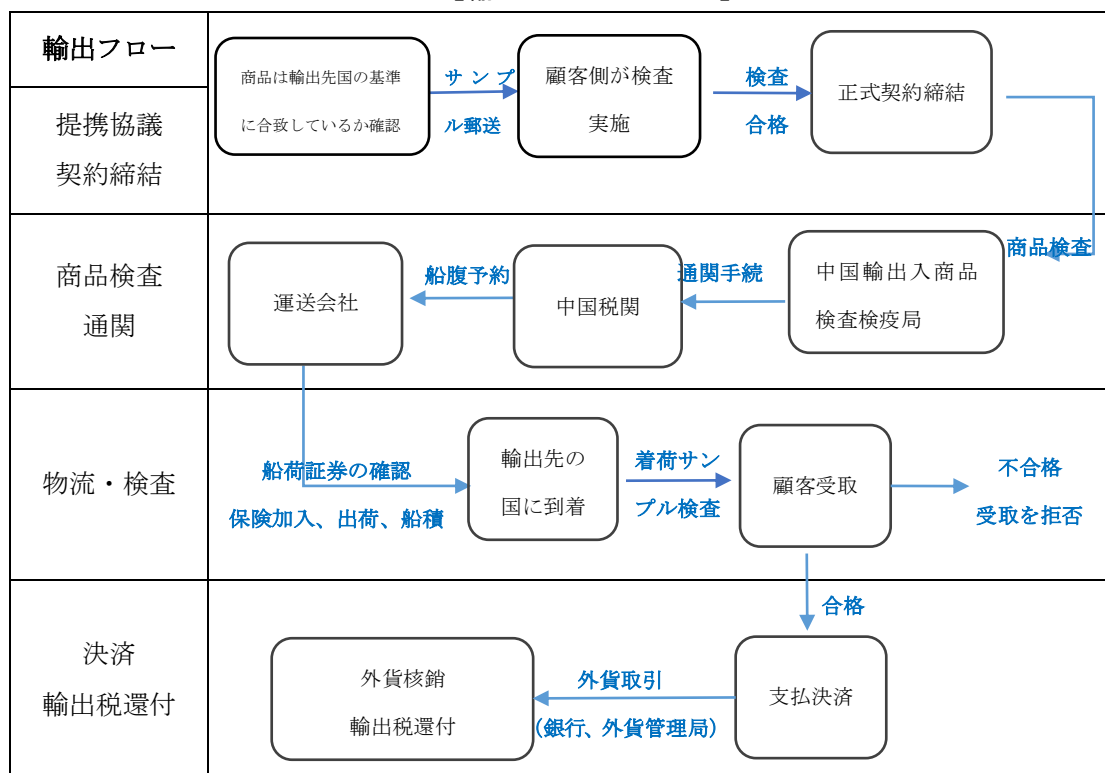 輸出フロー
提携協議
契約締結
商品は輸出先国の基準
に合致しているか確認
サンプ
ル郵送
顧客側が検査
実施
検査
合格
正式契約締結
商品検査
通関
商品検査
中国輸出入商品
検査検疫局
通関手続
中国税関
船腹予約
運送会社
物流・検査
船荷証券の確認
保険加入、出荷、船積
輸出先の
国に到着
着荷サン
プル検査
顧客受取
不合格
受取を拒否
合格
決済
輸出税還付
支払決済
外貨取引
(銀行、外貨管理局)
外貨核銷
輸出税還付